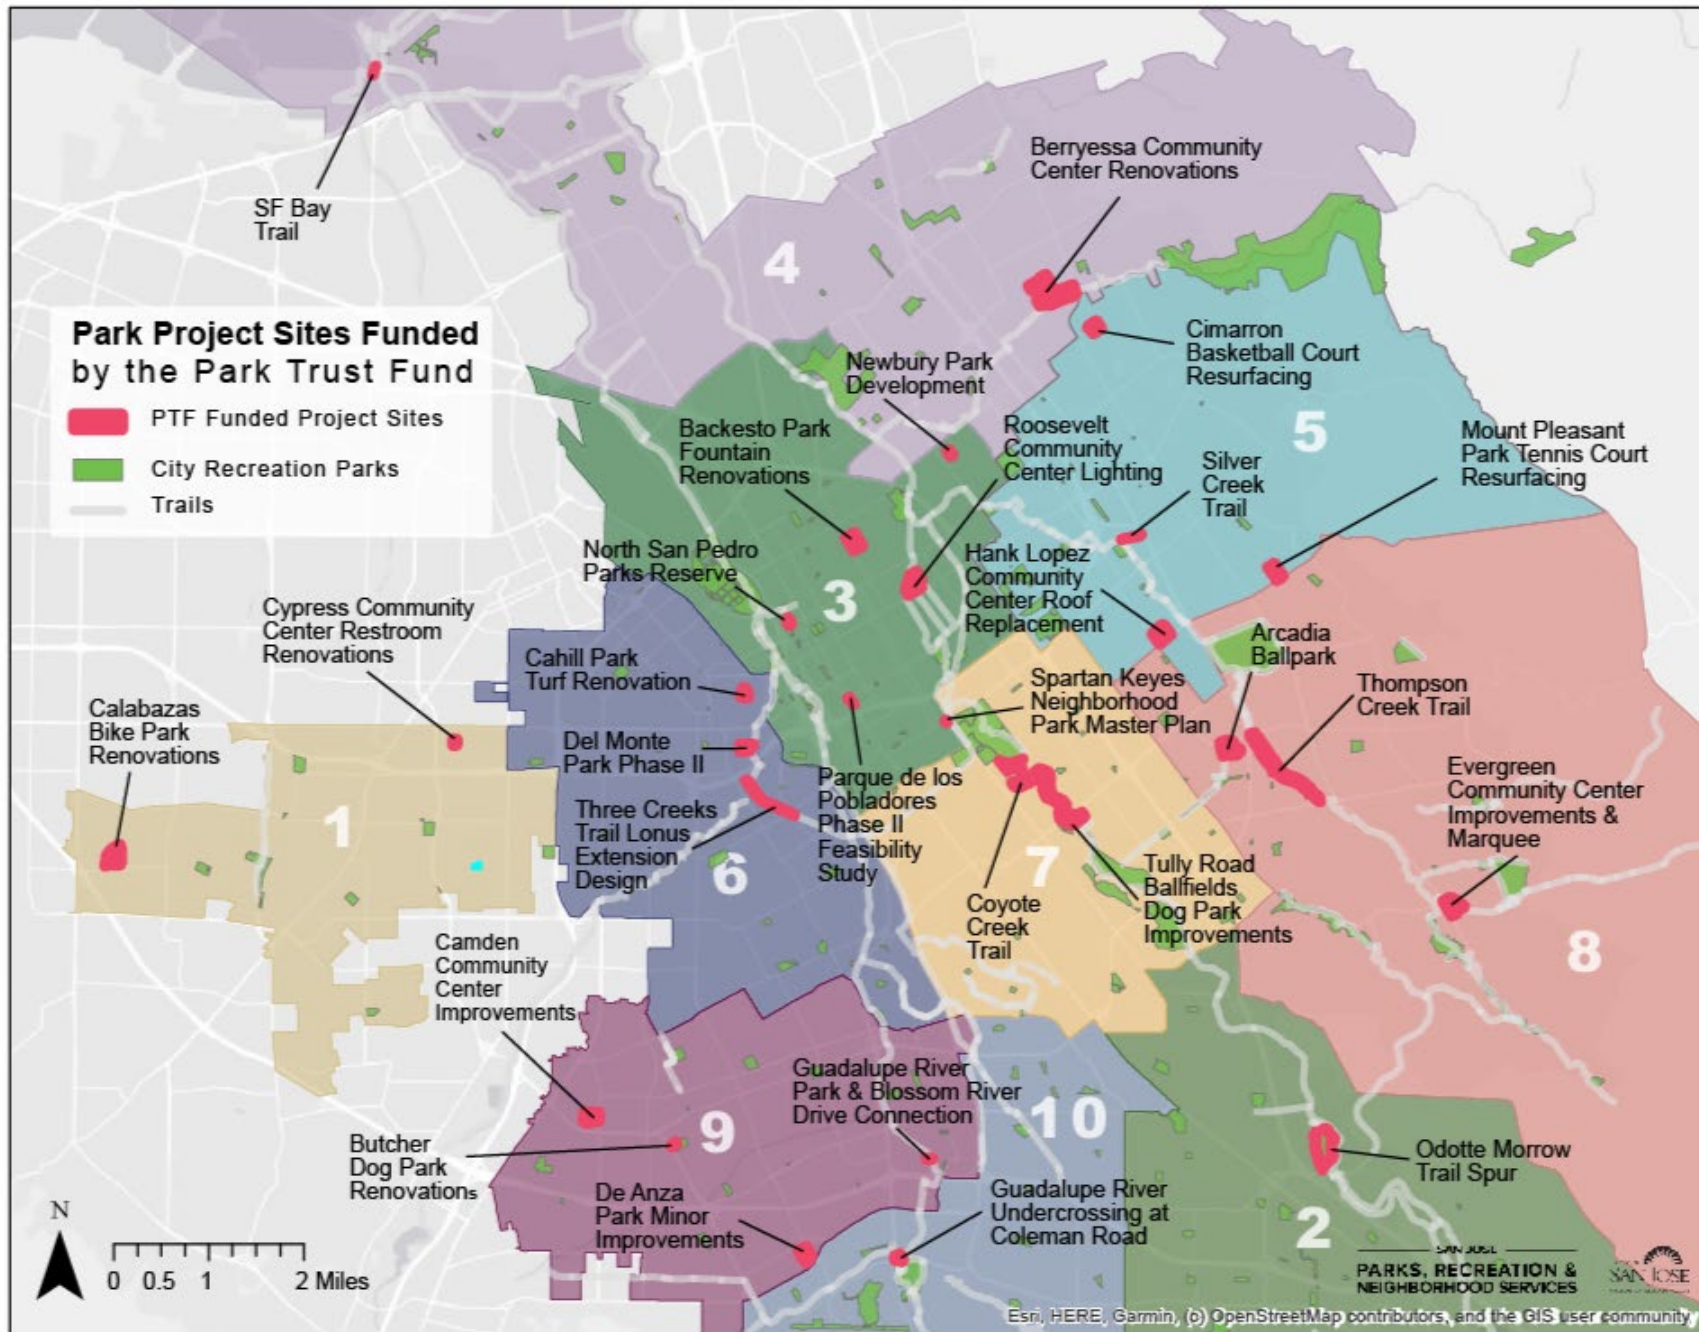 Berryessa Community
Center Renovations
SF Bay
Trail
4
Park Project Sites Funded
by the Park Trust Fund
PTF Funded Project Sites
City Recreation Parks
Trails
Cimarron
Basketball Court
Resurfacing
5
Newbury Park
Development
Backesto Park
Fountain
Renovations
Roosevelt
Community
Center Lighting
Silver
Creek
Trail
Mount Pleasant
Park Tennis Court
Resurfacing
North San Pedro
Parks Reserve
3
Hank Lopez
Community
Center Roof
Replacement
Cypress Community
Center Restroom
Renovations
Cahill Park
Turf Renovation
Arcadia
Ballpark
Spartan Keyes
Neighborhood
Park Master Plan
Thompson
Creek Trail
Calabazas
Bike Park
Renovations
Del Monte
Park Phase II
Parque de los
Pobladores
Phase II
Feasibility
Study
Evergreen
Community Center
Improvements &
Marquee
Three Creeks
Trail Lonus
Extension
Design
1
6
7
Coyote
Creek
Trail
Tully Road
Ballfields
Dog Park
Improvements
8
Camden
Community
Center
Improvements
Guadalupe River
Park & Blossom River
Drive Connection
9
10
Butcher
Dog Park
Renovations
De Anza
Park Minor
Improvements
Guadalupe River
Undercrossing at
Coleman Road
Odotte Morrow
Trail Spur
2
N
0 0.5 1 2 Miles
SAN JOSE
PARKS, RECREATION &
NEIGHBORHOOD SERVICES
SAN JOSE
Esri, HERE, Garmin, (c) OpenStreetMap contributors, and the GIS user community